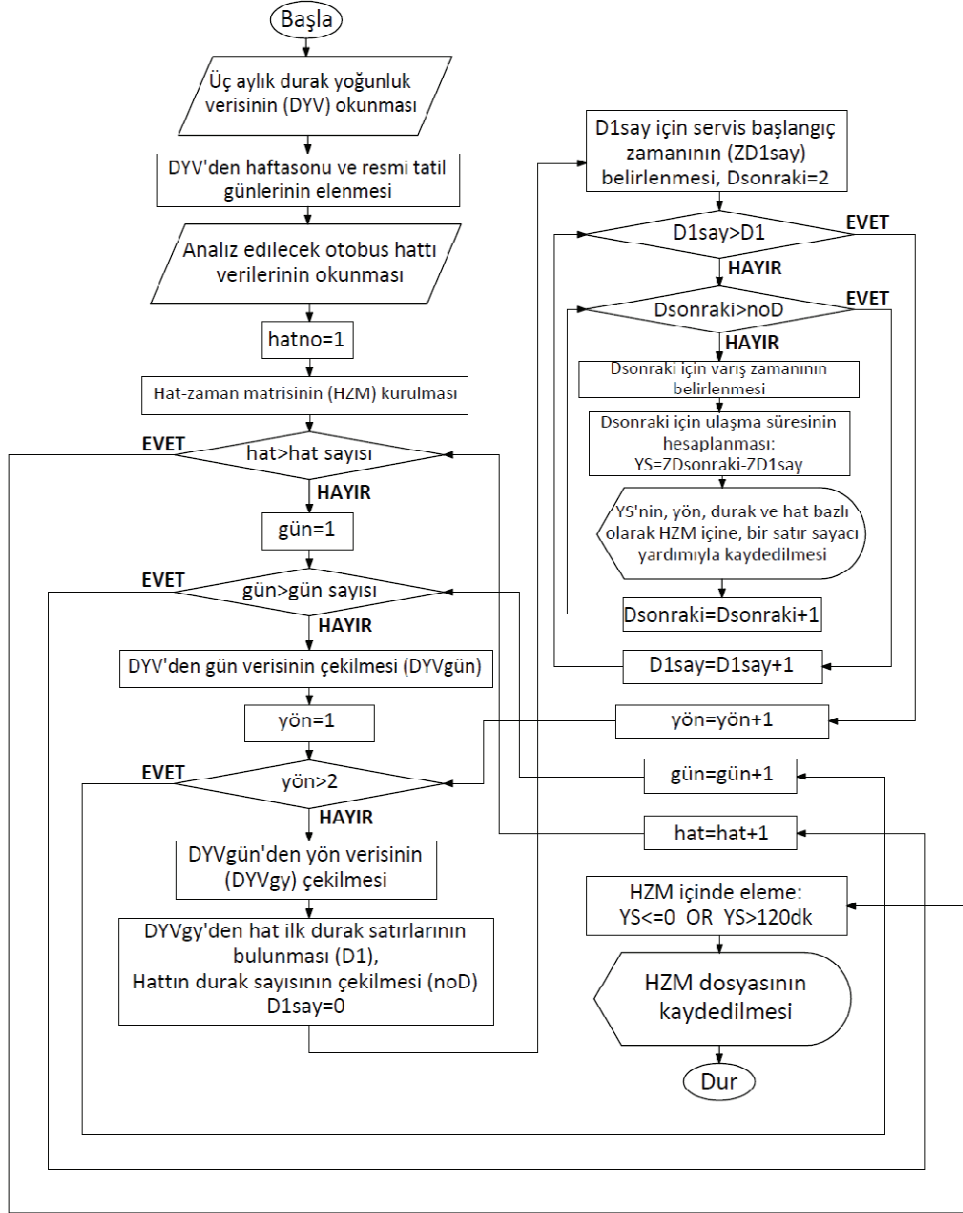 Başla
Üç aylık durak yoğunluk
verisinin (DYV) okunması
DYV'den haftasonu ve resmi tatil
günlerinin elenmesi
Analiz edilecek otobus hattı
verilerinin okunması
hatno=1
Hat-zaman matrisinin (HZM) kurulması
EVET
hat>hat sayısı
HAYIR
gün=1
EVET
gün>gün sayısı
HAYIR
DYV'den gün verisinin çekilmesi (DYVgün)
yön=1
EVET
yön>2
HAYIR
DYVgün'den yön verisinin
(DYVgy) çekilmesi
DYVgy'den hat ilk durak satırlarının
bulunması (D1),
Hattın durak sayısının çekilmesi (noD)
D1say=0
D1say için servis başlangıç
zamanının (ZD1say)
belirlenmesi, Dsonraki=2
D1say>D1
EVET
HAYIR
Dsonraki>noD
EVET
HAYIR
Dsonraki için varış zamanının
belirlenmesi
Dsonraki için ulaşma süresinin
hesaplanması:
YS=ZDsonraki-ZD1say
YS'nin, yön, durak ve hat bazlı
olarak HZM içine, bir satır sayacı
yardımıyla kaydedilmesi
Dsonraki=Dsonraki+1
D1say=D1say+1
yön=yön+1
gün=gün+1
hat=hat+1
HZM içinde eleme:
YS<=0 OR YS>120dk
HZM dosyasının
kaydedilmesi
Dur